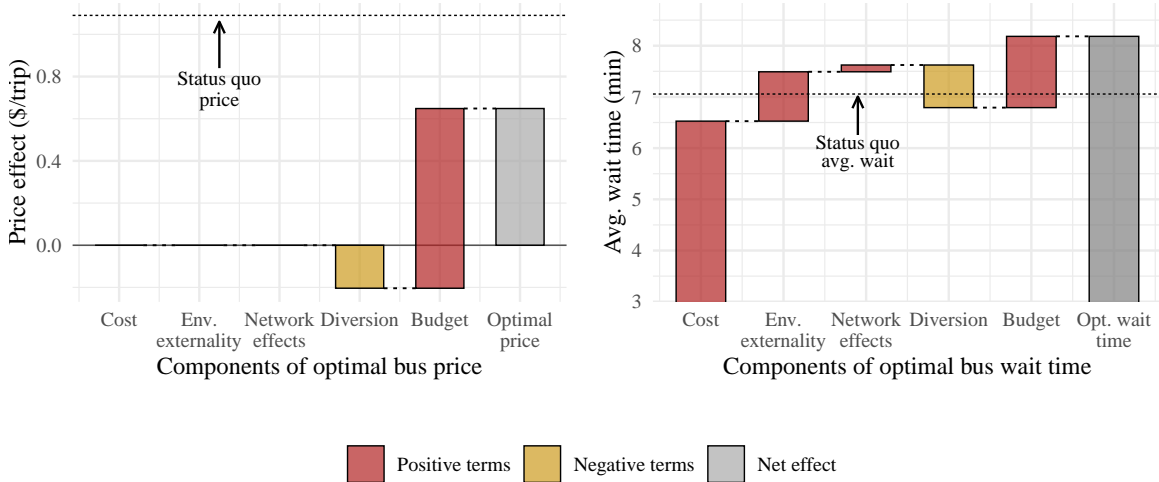 Price effect ($/trip)
0.8
0.4
0.0
Status quo
price
Cost
Env.
externality
Network
effects
Diversion
Budget
Optimal
price
Components of optimal bus price
Avg. wait time (min)
8
7
6
5
4
3
Status quo
avg. wait
Cost
Env.
externality
Network
effects
Diversion
Budget
Opt. wait
time
Components of optimal bus wait time
Positive terms
Negative terms
Net effect